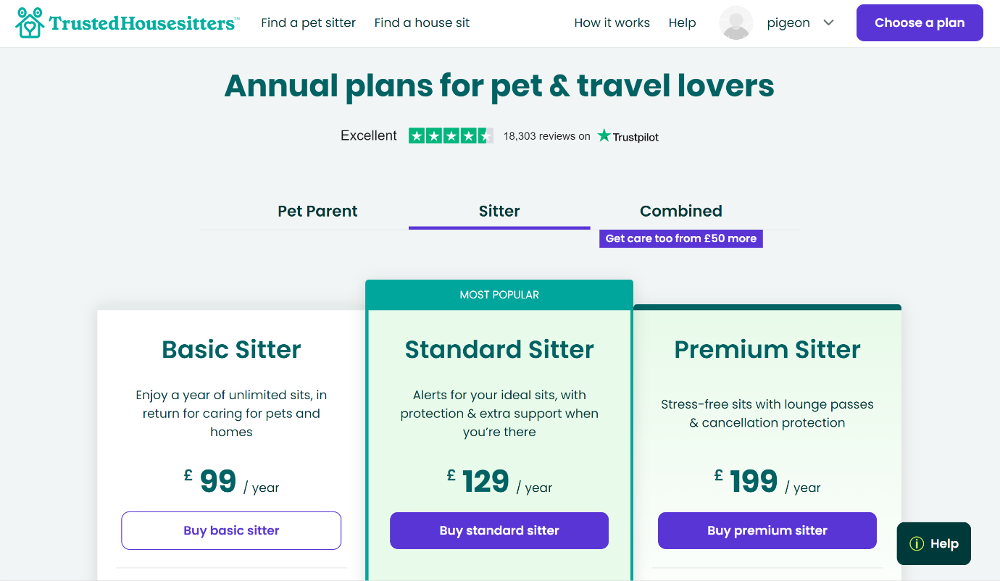 TrustedHousesitters™ Find a pet sitter Find a house sit How it works Help pigeon Choose a plan
Annual plans for pet & travel lovers
Excellent 18,303 reviews on Trustpilot
Pet Parent Sitter Combined
Get care too from £50 more
MOST POPULAR
Basic Sitter
Enjoy a year of unlimited sits, in
return for caring for pets and
homes
£ 99 / year
Buy basic sitter
Standard Sitter
Alerts for your ideal sits, with
protection & extra support when
you’re there
£ 129 / year
Buy standard sitter
Premium Sitter
Stress-free sits with lounge passes
& cancellation protection
£ 199 / year
Buy premium sitter
Help